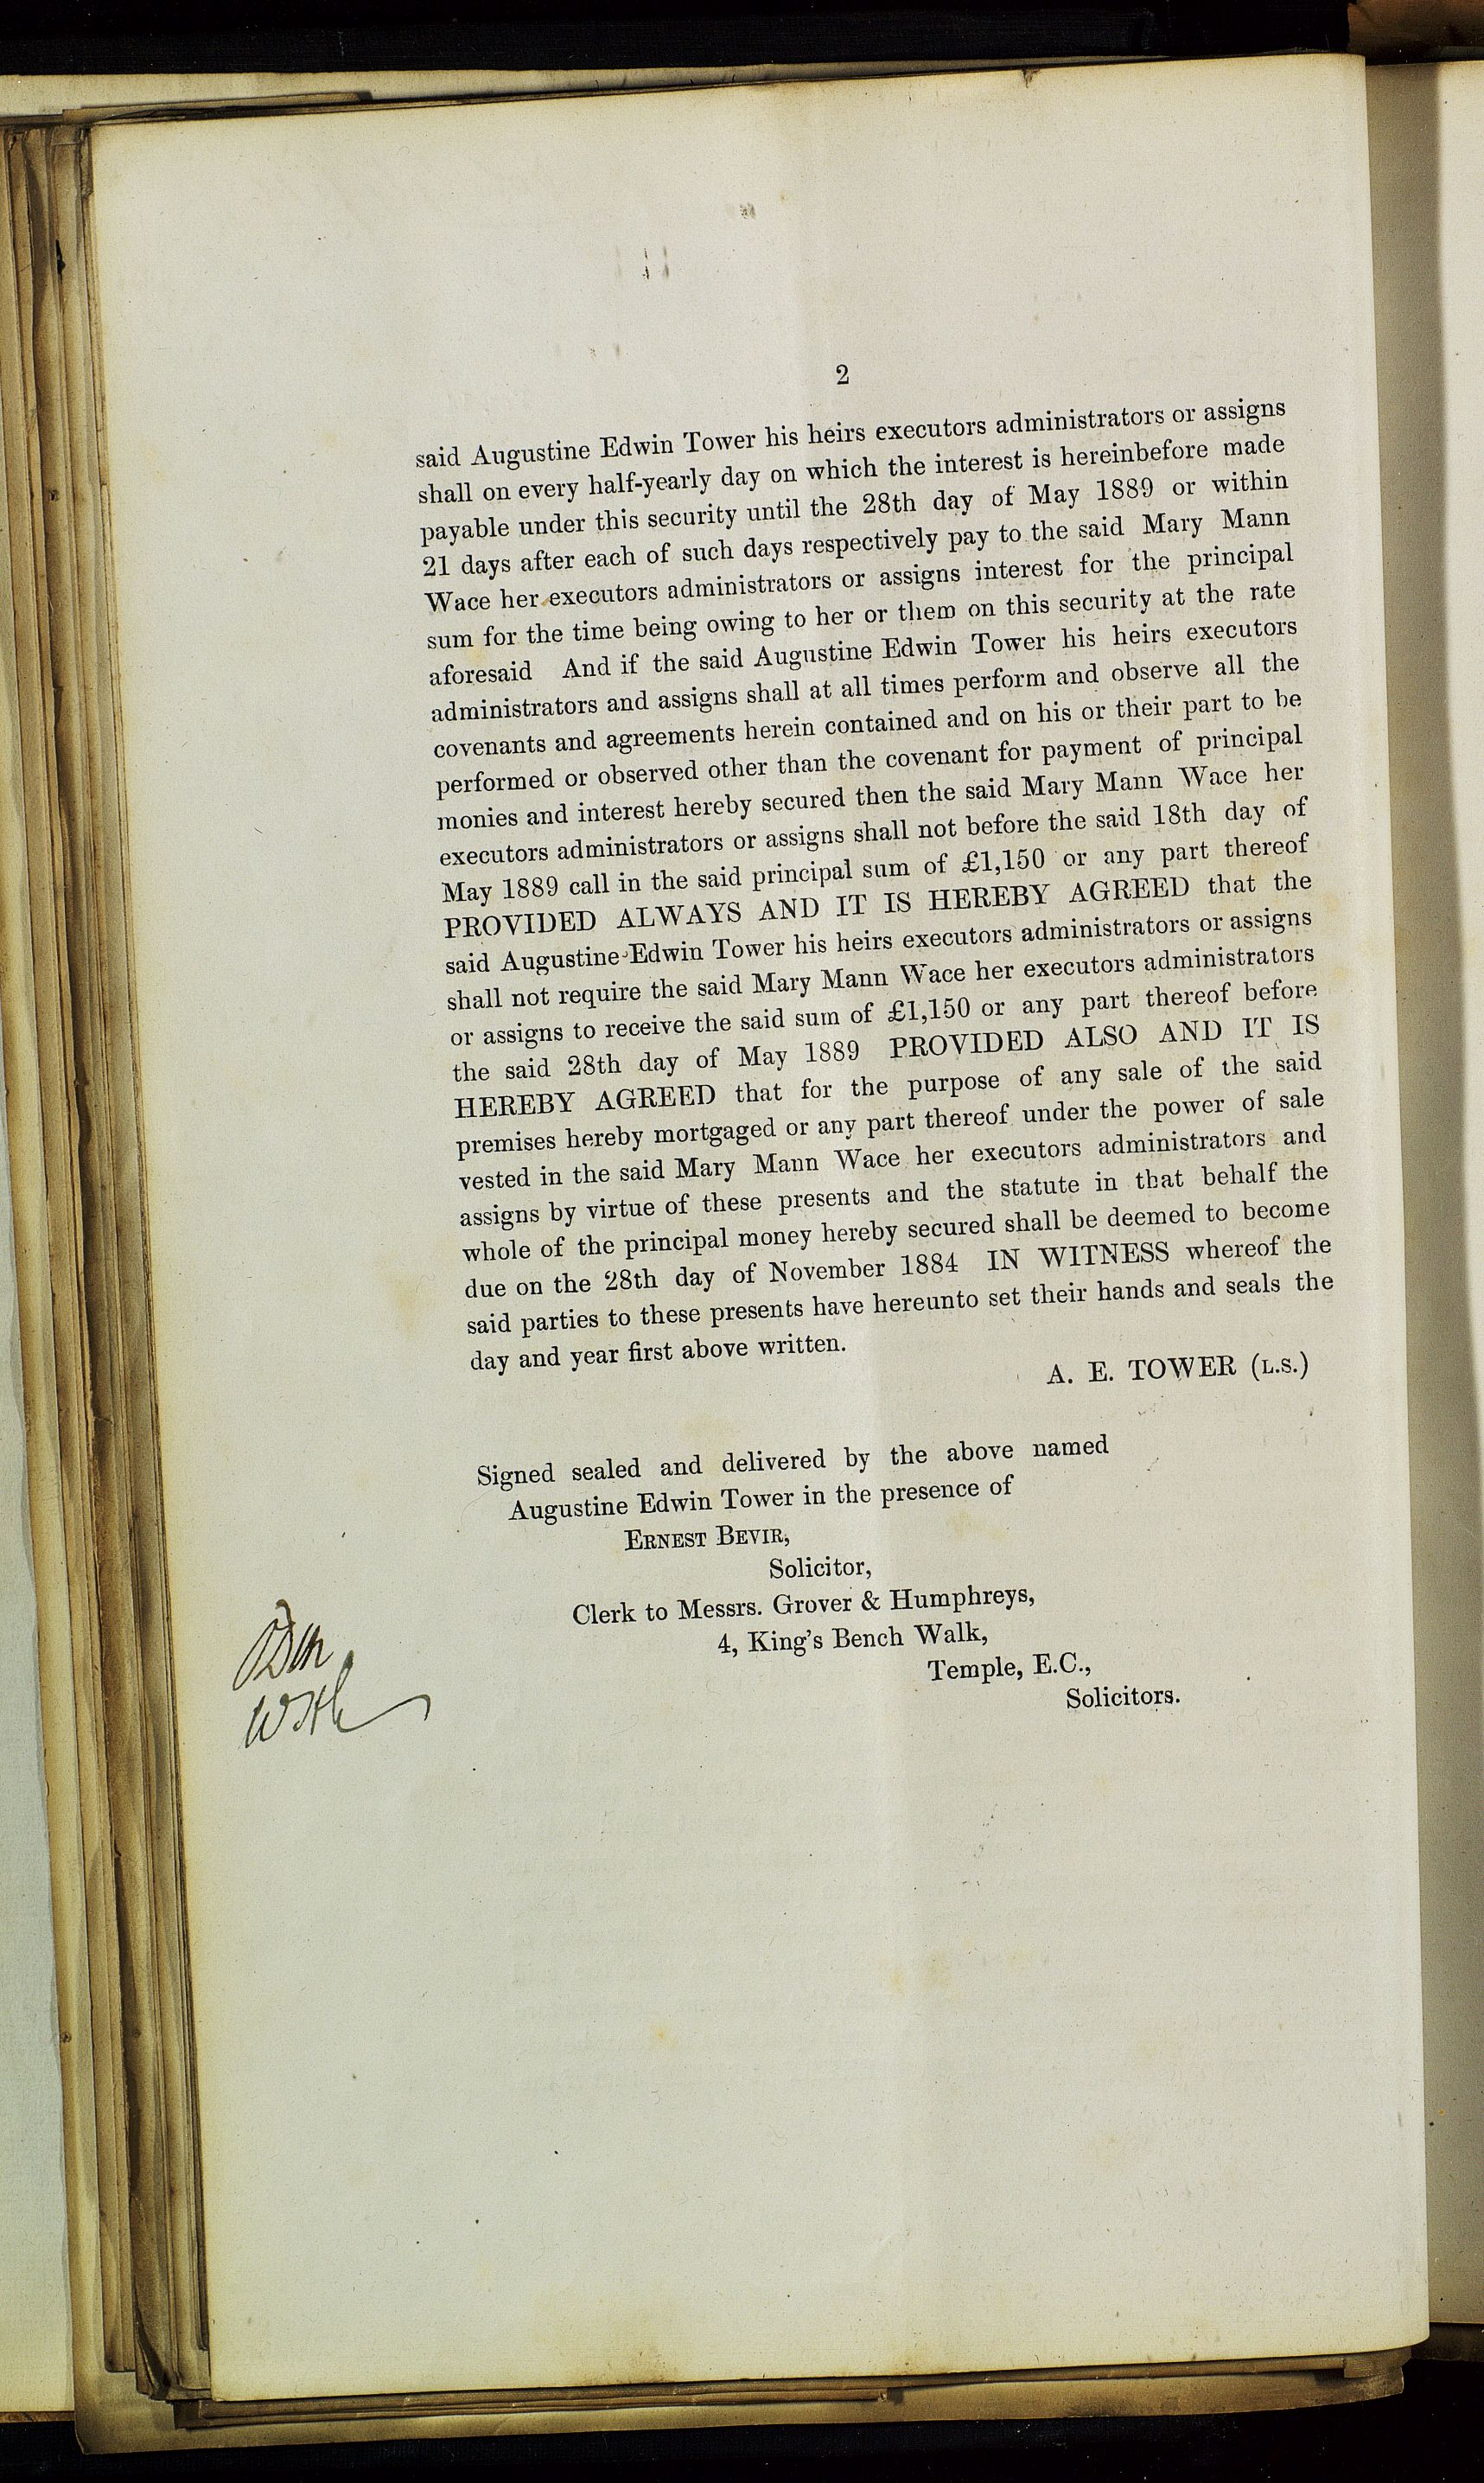 2
said Augustine Edwin Tower his heirs executors administrators or assigns
shall on every half-yearly day on which the interest is hereinbefore made
payable under this security until the 28th day of May 1889 or within
21 days after each of such days respectively pay to the said Mary Mann
Wace her executors administrators or assigns interest for the principal
sum for the time being owing to her or them on this security at the rate
aforesaid And if the said Augustine Edwin Tower his heirs executors
administrators and assigns shall at all times perform and observe all the
covenants and agreements herein contained and on his or their part to be
performed or observed other than the covenant for payment of principal
monies and interest hereby secured then the said Mary Mann Wace her
executors administrators or assigns shall not before the said 18th day of
May 1889 call in the said principal sum of £1,150 or any part thereof
PROVIDED ALWAYS AND IT IS HEREBY AGREED that the
said Augustine Edwin Tower his heirs executors administrators or assigns
shall not require the said Mary Mann Wace her executors administrators
or assigns to receive the said sum of £1,150 or any part thereof before
the said 28th day of May 1889 PROVIDED ALSO AND IT IS
HEREBY AGREED that for the purpose of any sale of the said
premises hereby mortgaged or any part thereof under the power of sale
vested in the said Mary Mann Wace her executors administrators and
assigns by virtue of these presents and the statute in that behalf the
whole of the principal money hereby secured shall be deemed to become
due on the 28th day of November 1884 IN WITNESS whereof the
said parties to these presents have hereunto set their hands and seals the
day and year first above written.
A. E. TOWER (L.S.)
Signed sealed and delivered by the above named
Augustine Edwin Tower in the presence of
ERNEST BEVIR,
Solicitor,
Clerk to Messrs. Grover & Humphreys,
4, King's Bench Walk,
Temple, E.C.,
Solicitors.